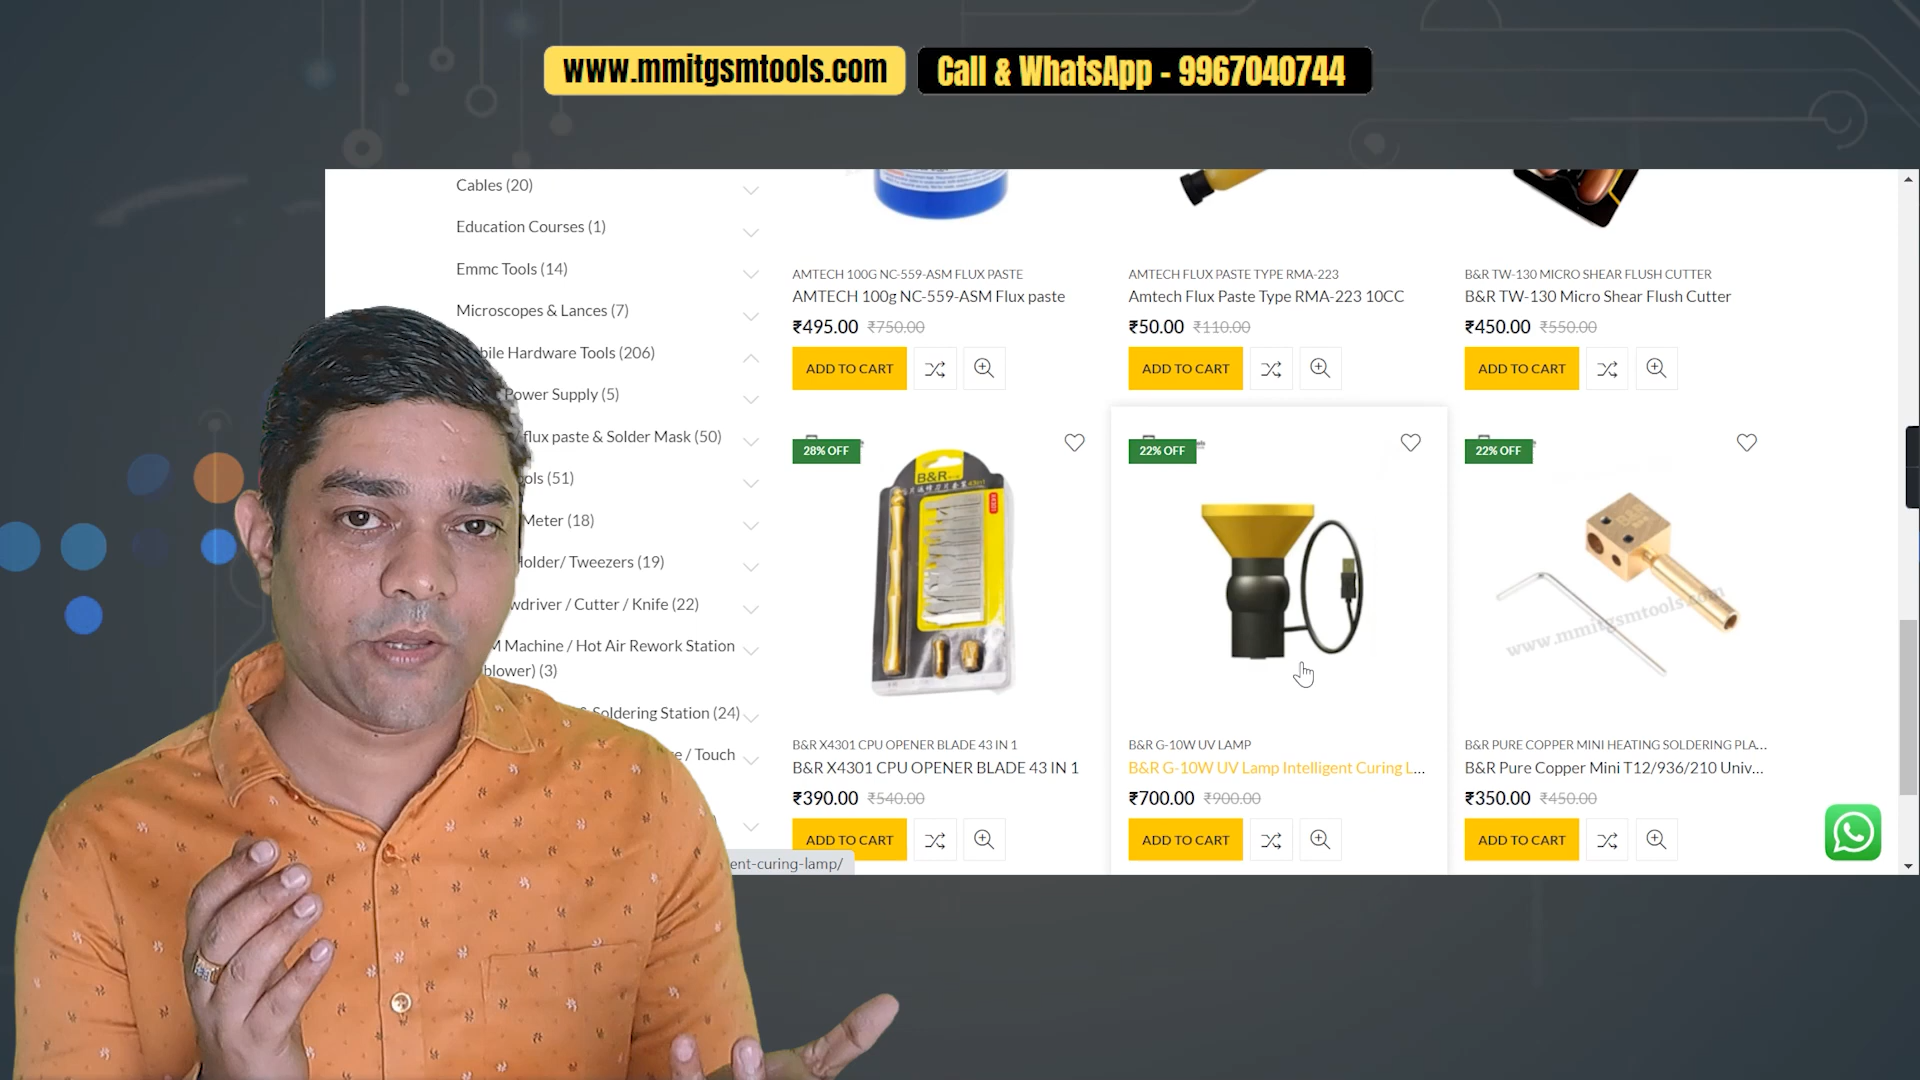 www.mmitgsmtools.com
Call & WhatsApp - 9967040744
Cables (20)
Education Courses (1)
Emmc Tools (14)
Microscopes & Lances (7)
bile Hardware Tools (206)
Power Supply (5)
flux paste & Solder Mask (50)
ols (51)
Meter (18)
lolder/ Tweezers (19)
wdriver / Cutter / Knife (22)
M Machine / Hot Air Rework Station
blower) (3)
Soldering Station (24)
e / Touch
AMTECH 100G NC-559-ASM FLUX PASTE
AMTECH 100g NC-559-ASM Flux paste
₹495.00 ₹750.00
ADD TO CART
AMTECH FLUX PASTE TYPE RMA-223
Amtech Flux Paste Type RMA-223 10CC
₹50.00 ₹110.00
ADD TO CART
B&R TW-130 MICRO SHEAR FLUSH CUTTER
B&R TW-130 Micro Shear Flush Cutter
₹450.00 ₹550.00
ADD TO CART
28% OFF
B&R
B&R X4301 CPU OPENER BLADE 43 IN 1
B&R X4301 CPU OPENER BLADE 43 IN 1
₹390.00 ₹540.00
ADD TO CART
22% OFF
B&R G-10W UV LAMP
B&R G-10W UV Lamp Intelligent Curing L...
₹700.00 ₹900.00
ADD TO CART
22% OFF
www.mmitgsmtools.com
B&R PURE COPPER MINI HEATING SOLDERING PLA...
B&R Pure Copper Mini T12/936/210 Univ...
₹350.00 ₹450.00
ADD TO CART
ent-curing-lamp/